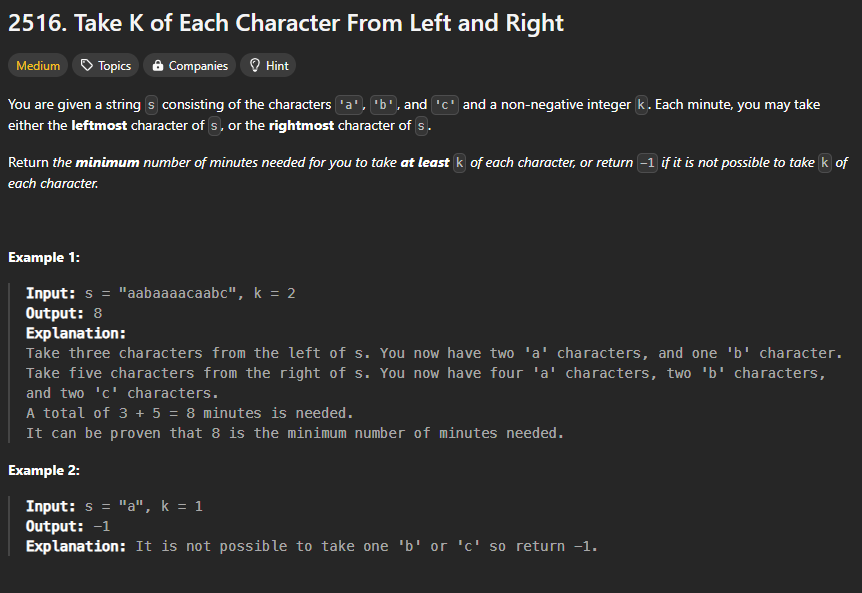 2516. Take K of Each Character From Left and Right
Medium Topics Companies Hint
You are given a string s consisting of the characters 'a', 'b', and 'c' and a non-negative integer k. Each minute, you may take
either the leftmost character of s, or the rightmost character of s.
Return the minimum number of minutes needed for you to take at least k of each character, or return -1 if it is not possible to take k of
each character.
Example 1:
Input: s = "aabaaaacaabc", k = 2
Output: 8
Explanation:
Take three characters from the left of s. You now have two 'a' characters, and one 'b' character.
Take five characters from the right of s. You now have four 'a' characters, two 'b' characters,
and two 'c' characters.
A total of 3 + 5 = 8 minutes is needed.
It can be proven that 8 is the minimum number of minutes needed.
Example 2:
Input: s = "a", k = 1
Output: -1
Explanation: It is not possible to take one 'b' or 'c' so return -1.